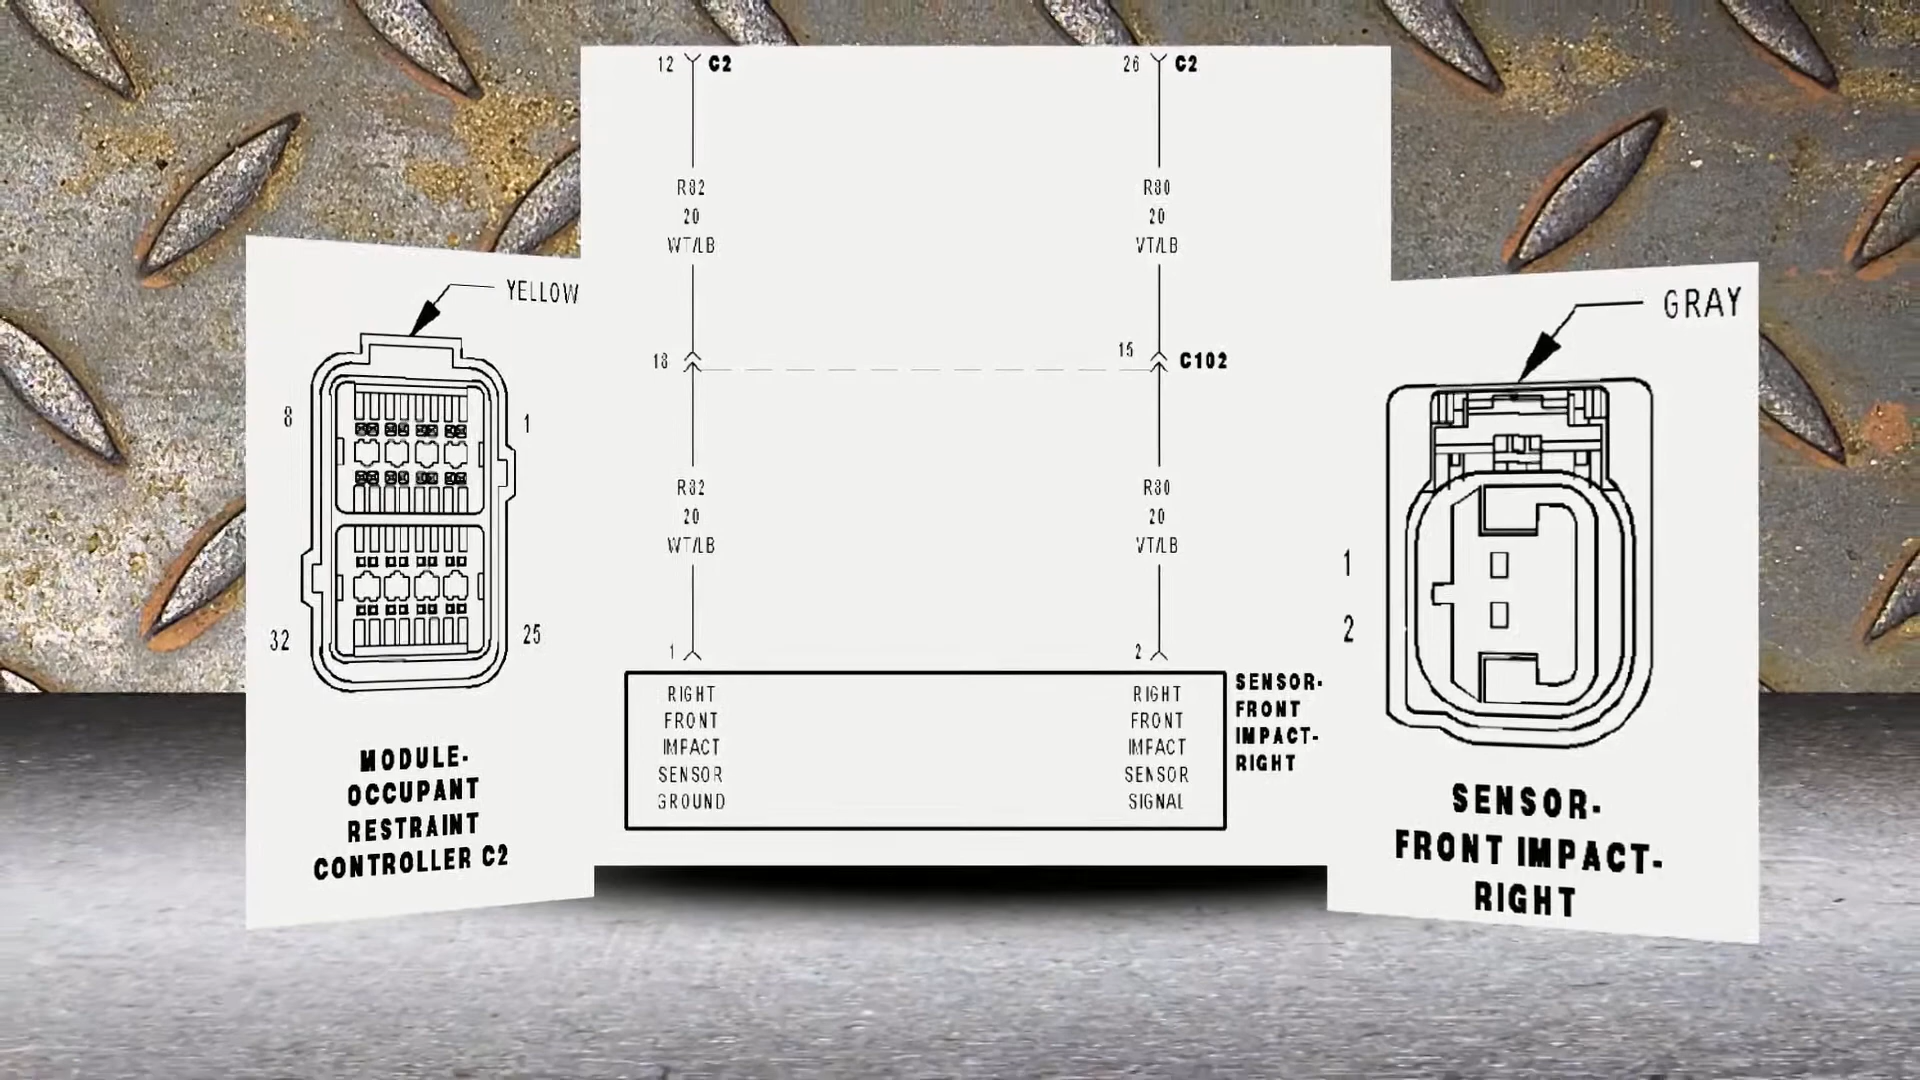 12 C2
26 C2
R82
20
WT/LB
R80
20
VT/LB
18
15 C102
R82
20
WT/LB
R80
20
VT/LB
1
2
RIGHT
FRONT
IMPACT
SENSOR
GROUND
RIGHT
FRONT
IMPACT
SENSOR
SIGNAL
SENSOR-
FRONT
IMPACT-
RIGHT
YELLOW
8
1
32
25
MODULE-
OCCUPANT
RESTRAINT
CONTROLLER C2
GRAY
1
2
SENSOR-
FRONT IMPACT-
RIGHT